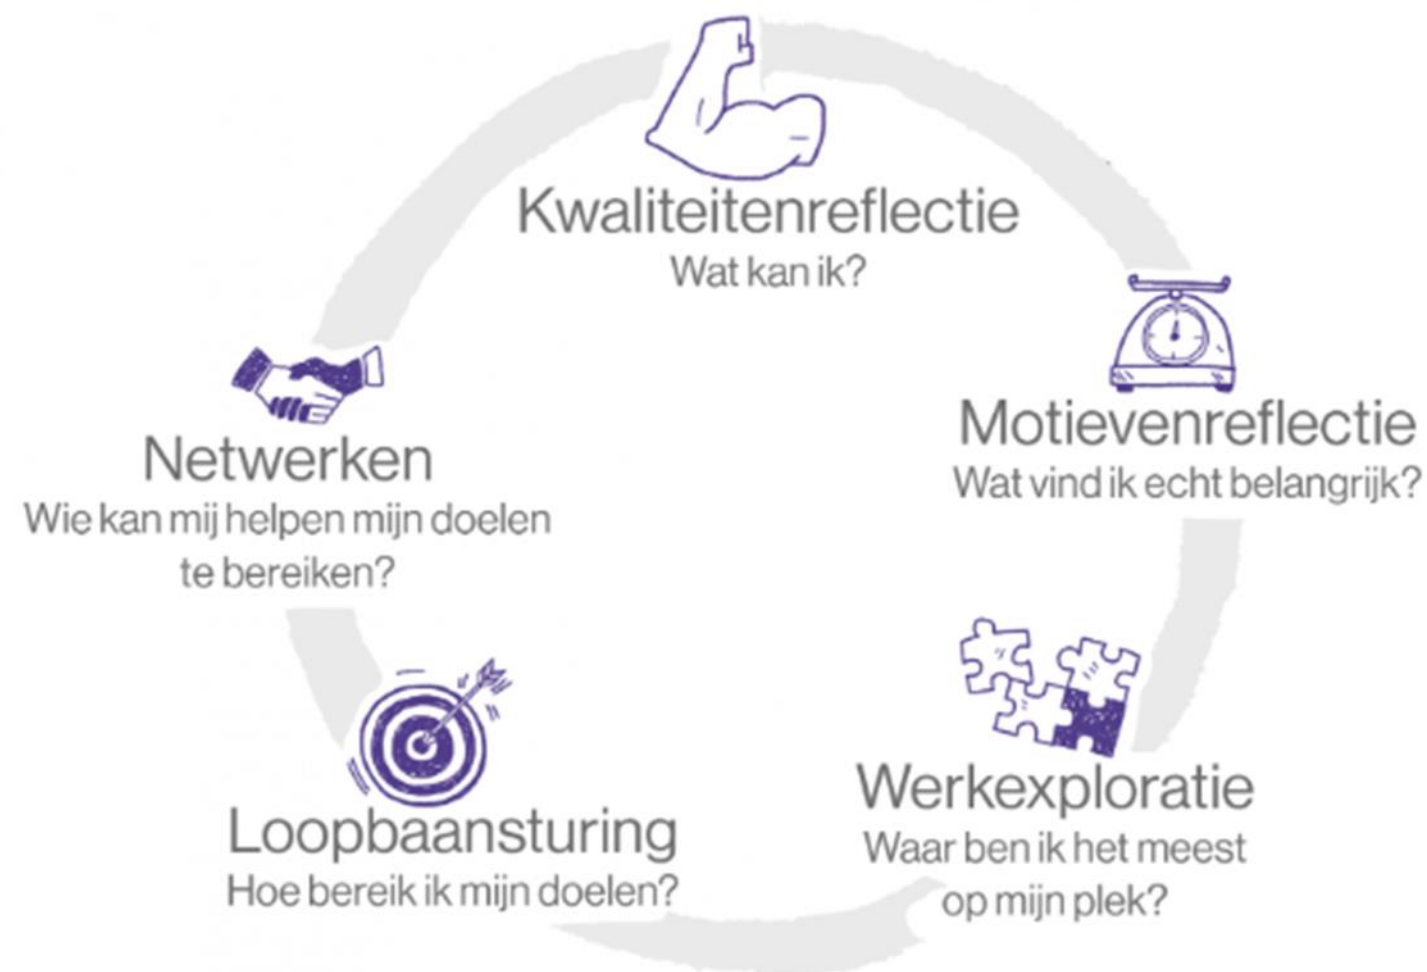 Kwaliteitenreflectie
Wat kan ik?
Motievenreflectie
Wat vind ik echt belangrijk?
Werkexploratie
Waar ben ik het meest
op mijn plek?
Loopbaansturing
Hoe bereik ik mijn doelen?
Netwerken
Wie kan mij helpen mijn doelen
te bereiken?